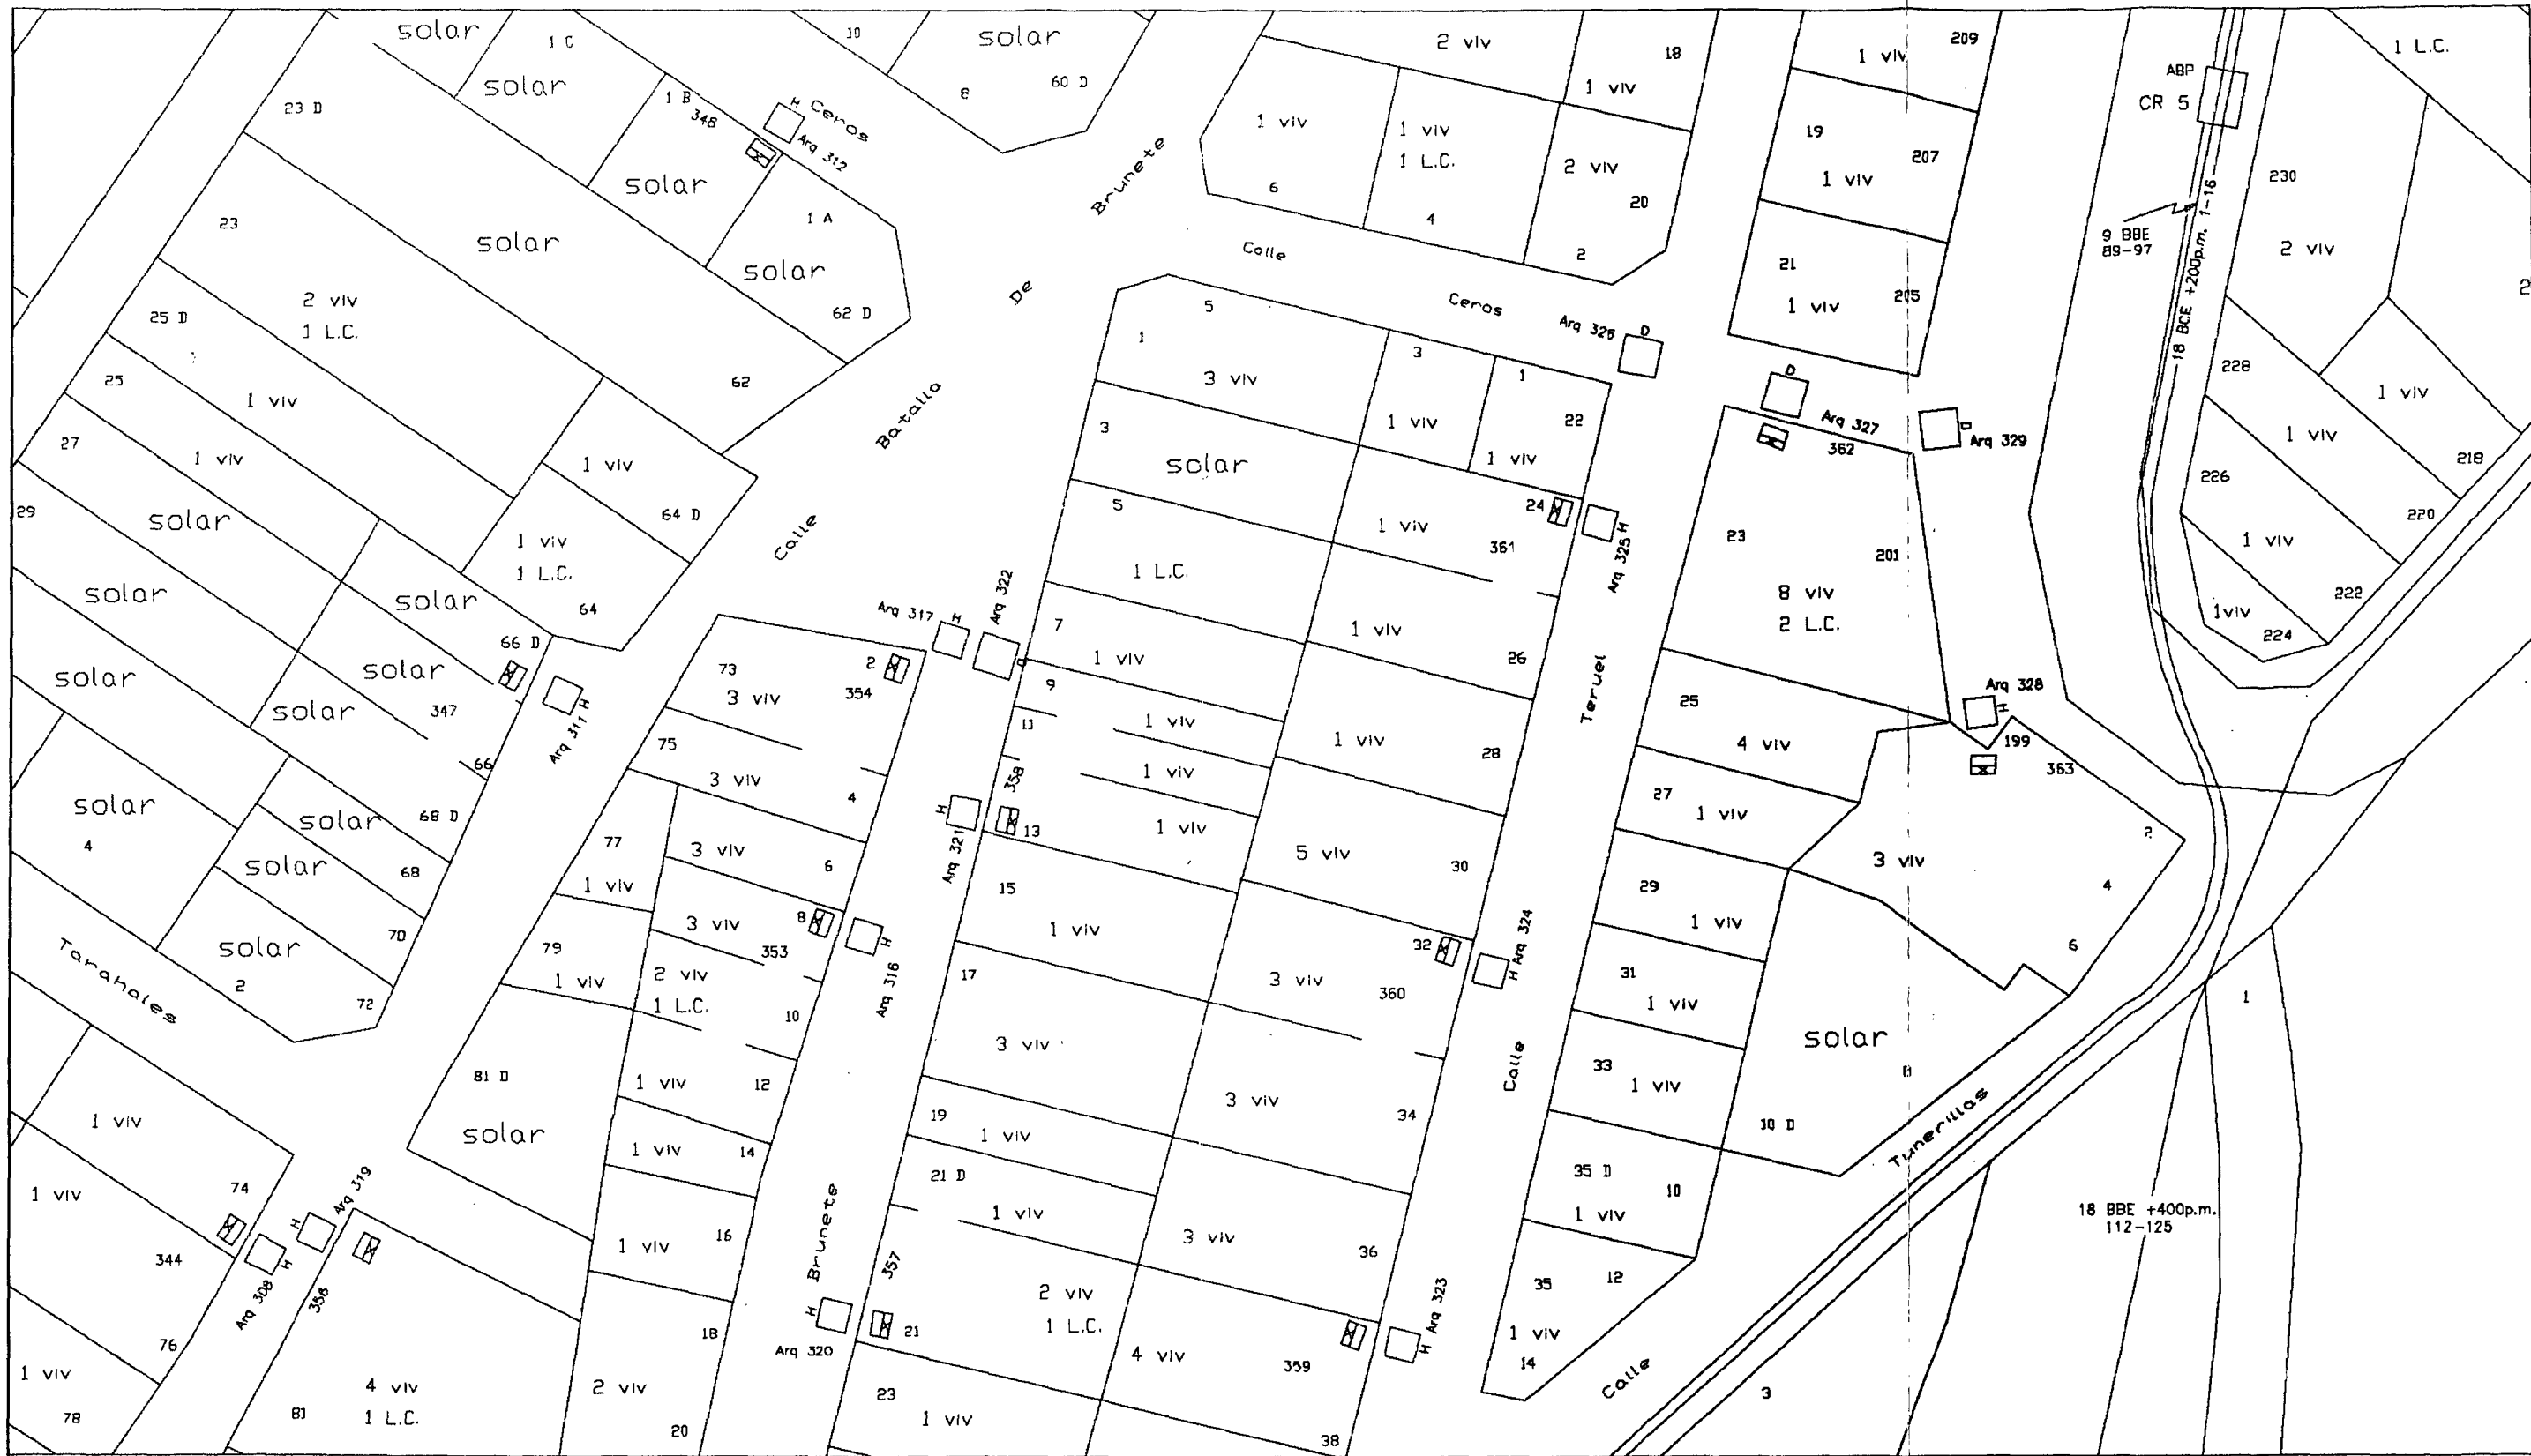 solar
1 C
solar
23 D
1 B
348
H
Ceros
Arq 312
solar
10
solar
8
60 D
Brunete
2 viv
18
1 viv
1 viv
209
1 viv
1 viv
1 L.C.
6
4
2 viv
20
2
19
207
1 viv
ABP
CR 5
1 L.C.
230
2 viv
9 BBE
89-97
18 BCE +200p.m. 1-16
23
solar
1 A
solar
62 D
De
Calle
Ceros
Arq 326
D
21
1 viv
205
2 viv
1 L.C.
25 D
25
1 viv
62
Batalla
5
1
3 viv
3
1 viv
1
22
1 viv
D
Arq 327
362
D
Arq 329
228
1 viv
1 viv
218
226
220
27
1 viv
1 viv
3
solar
29
solar
64 D
1 viv
1 L.C.
64
Calle
5
1 L.C.
1 viv
24
361
H
Arq 325
23
201
8 viv
2 L.C.
1 viv
222
1viv
224
solar
solar
66 D
solar
solar
solar
347
66
Arq 311
H
Arq 317
H
Arq 322
D
73
3 viv
2
354
7
1 viv
1 viv
26
Teruel
25
4 viv
Arq 328
H
199
363
9
11
1 viv
1 viv
1 viv
28
75
3 viv
4
358
13
1 viv
H
Arq 321
27
1 viv
solar
4
solar
68 D
solar
68
77
1 viv
3 viv
6
5 viv
30
29
1 viv
3 viv
2
4
6
15
1 viv
8
3 viv
353
H
Arq 316
32
Arq 324
H
70
solar
2
72
Tarahales
79
1 viv
2 viv
1 L.C.
10
17
3 viv
3 viv
360
31
1 viv
1
solar
8
81 D
solar
1 viv
12
Calle
33
1 viv
10 D
1 viv
3 viv
34
19
1 viv
Tunerillas
1 viv
14
1 viv
74
Arq 319
H
21 D
1 viv
35 D
10
1 viv
18 BBE +400p.m.
112-125
344
Arq 308
H
356
1 viv
16
Brunete
357
3 viv
36
35
12
1 viv
14
76
18
H
Arq 320
21
2 viv
1 L.C.
4 viv
359
Arq 323
H
1 viv
78
81
4 viv
1 L.C.
2 viv
20
23
1 viv
38
Calle
3